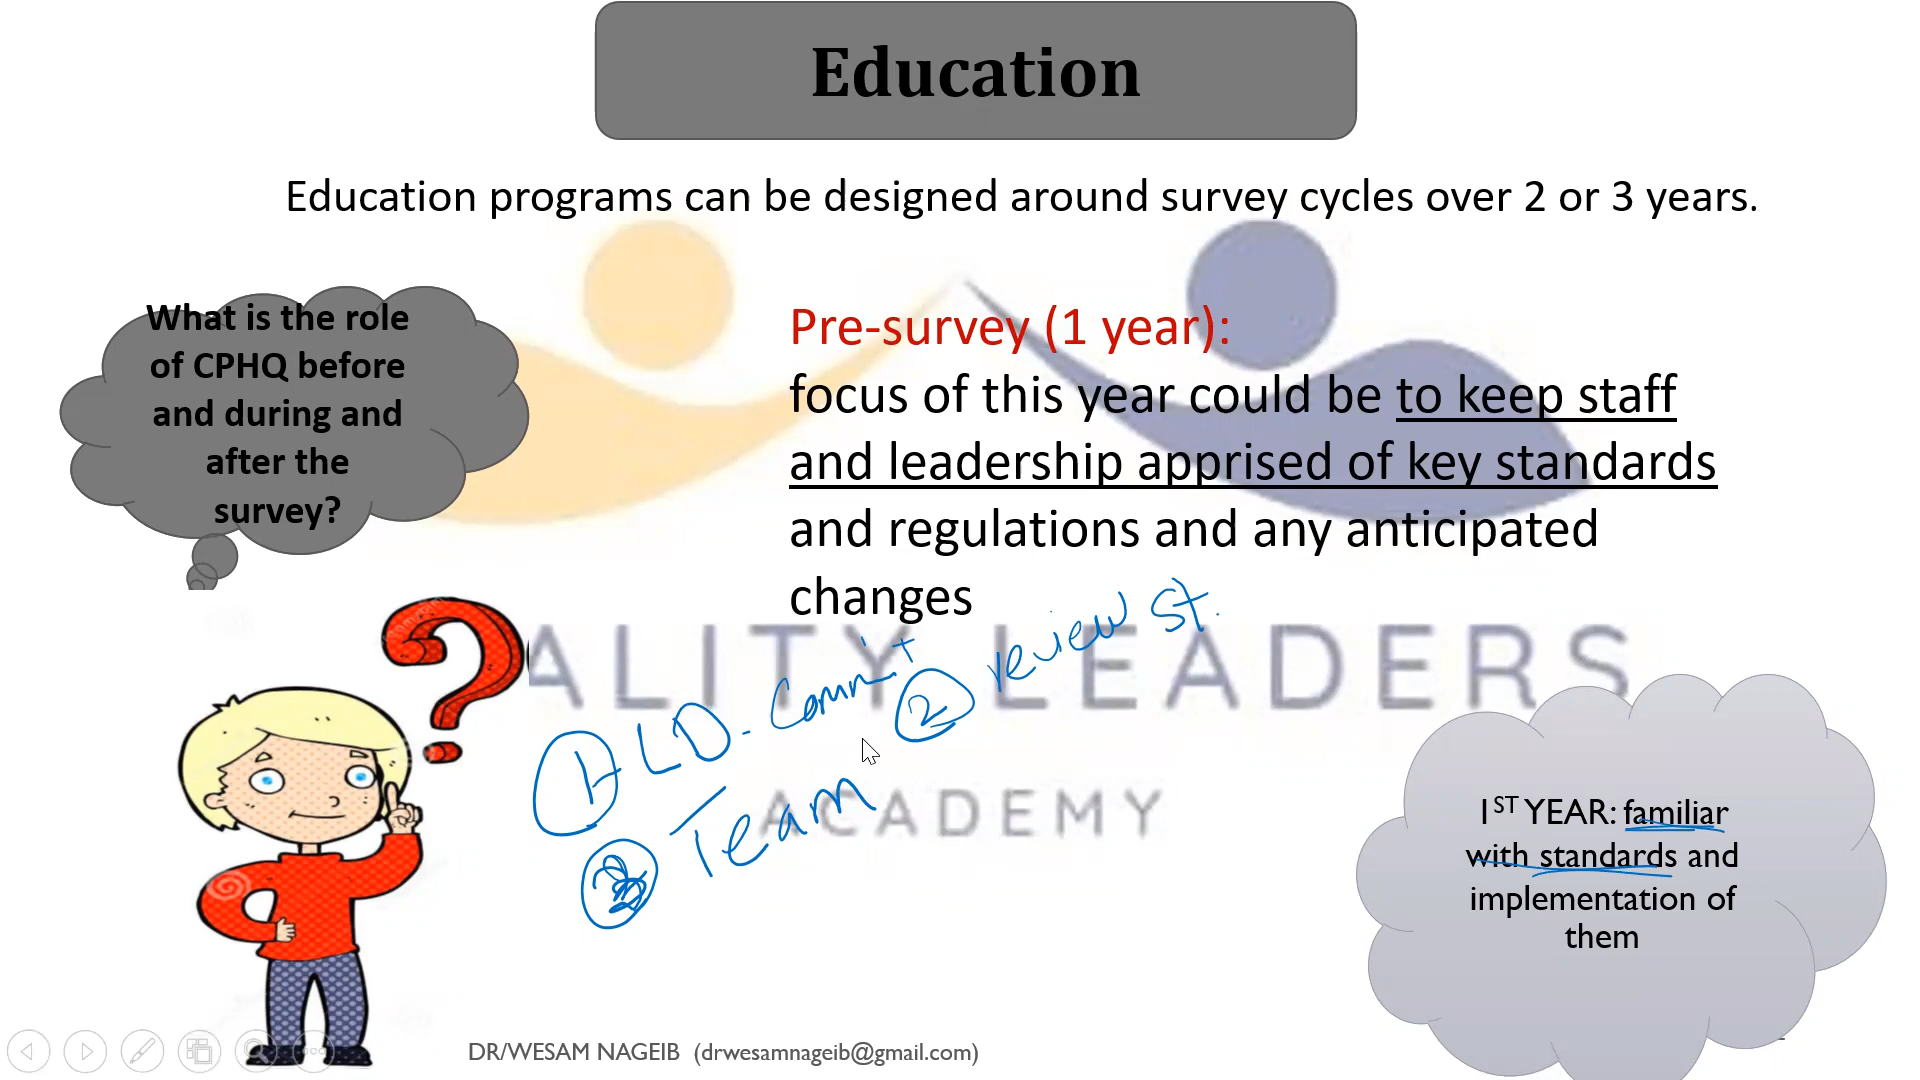 Education
Education programs can be designed around survey cycles over 2 or 3 years.
What is the role
of CPHQ before
and during and
after the
survey?
Pre-survey (1 year):
focus of this year could be to keep staff
and leadership apprised of key standards
and regulations and any anticipated
changes
ALITY LEADERS
ACADEMY
1 LD - Commit
2 review St.
3 Team
1ST YEAR: familiar
with standards and
implementation of
them
DR/WESAM NAGEIB (drwesamnageib@gmail.com)